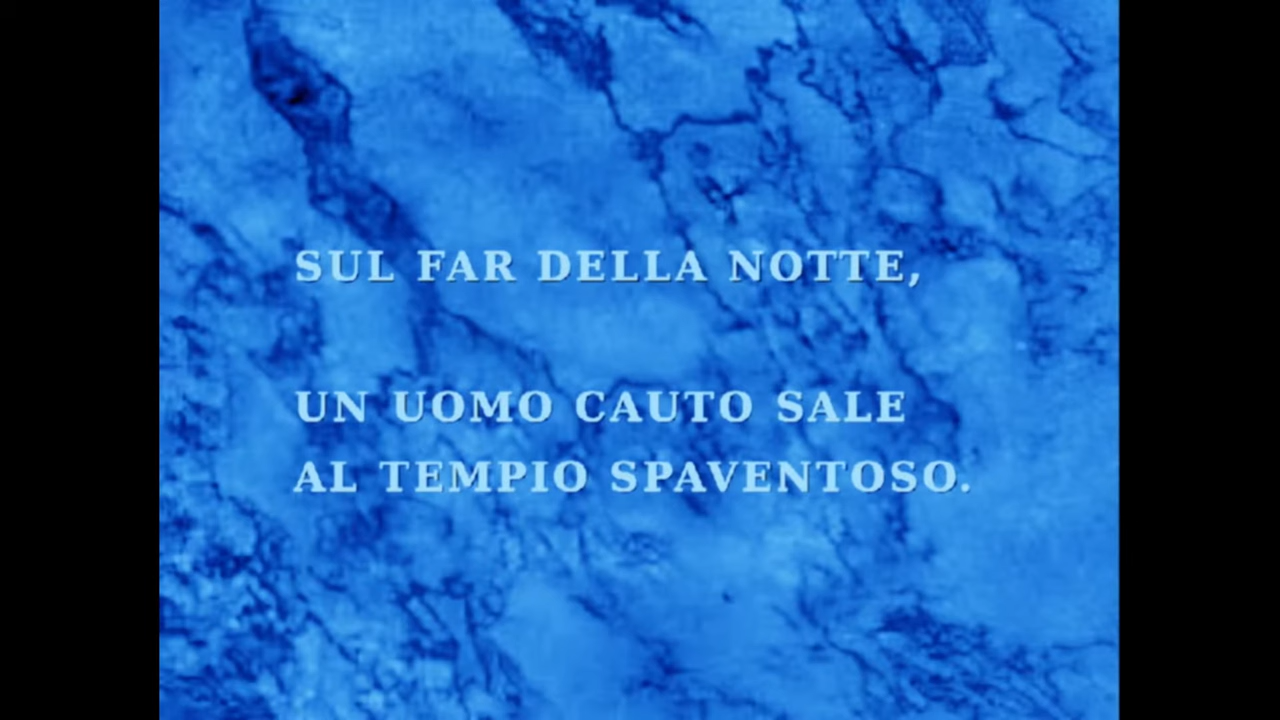 SUL FAR DELLA NOTTE,
UN UOMO CAUTO SALE
AL TEMPIO SPAVENTOSO.